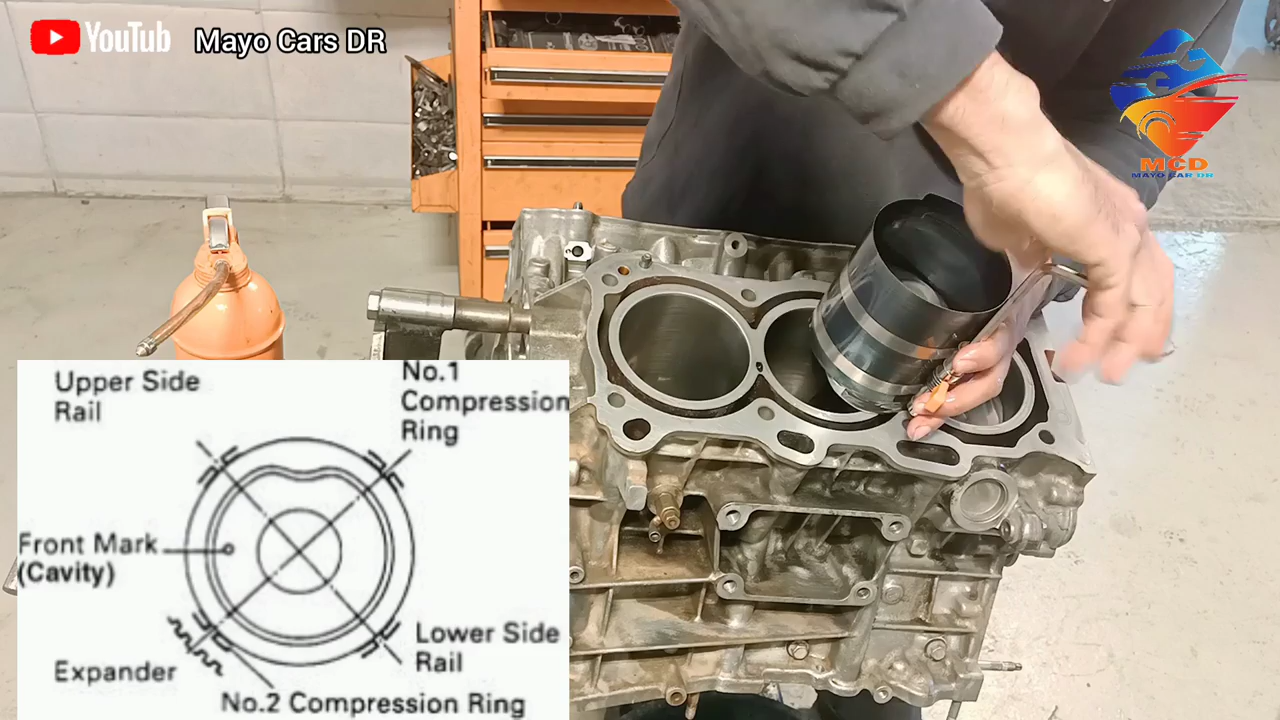 YouTube
Mayo Cars DR
MCD
MAYO CAR DR
Upper Side
Rail
No.1
Compression
Ring
Front Mark
(Cavity)
Lower Side
Rail
Expander
No.2 Compression Ring